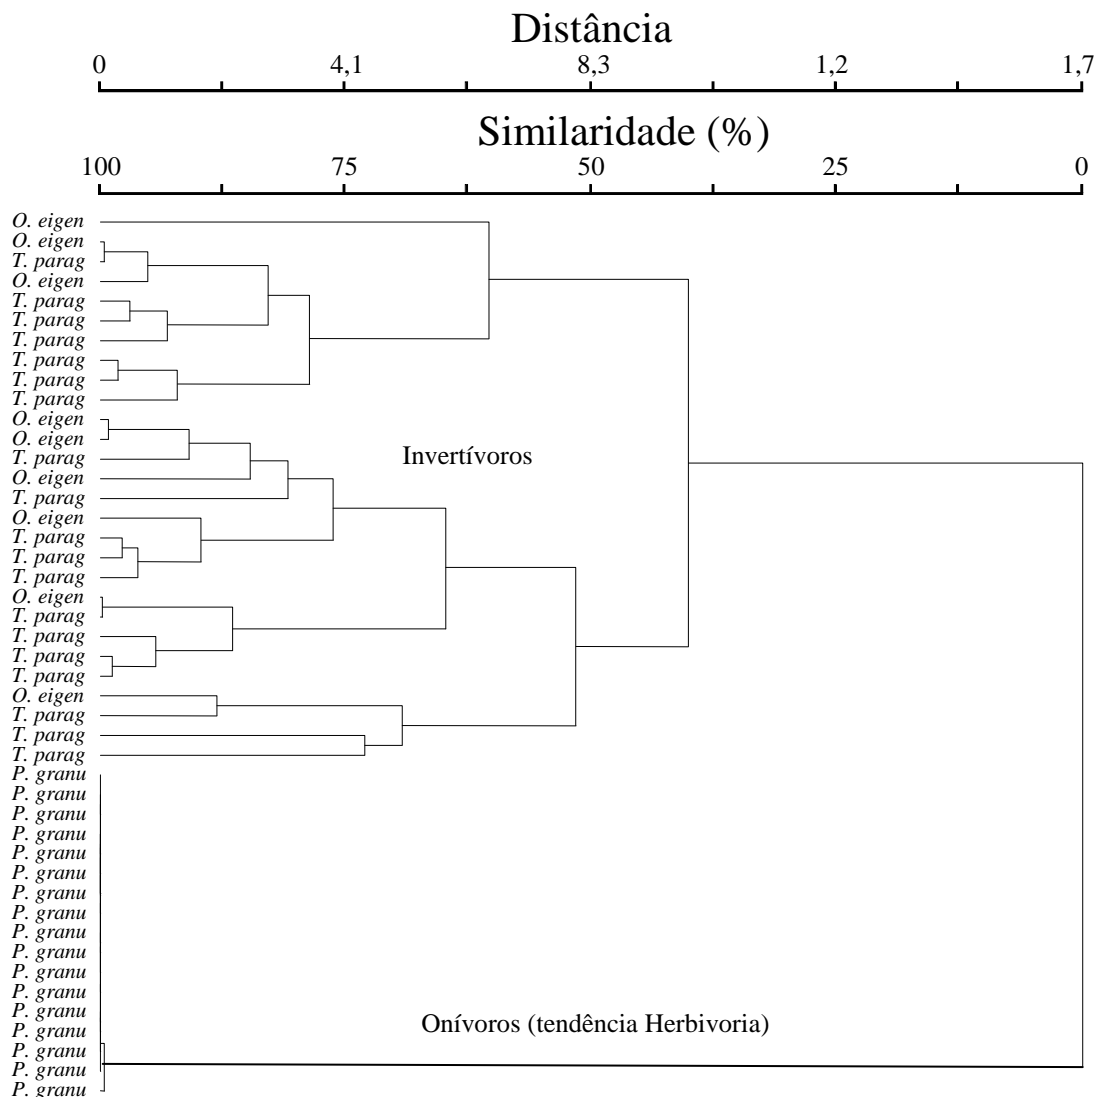 Distância
0 4,1 8,3 1,2 1,7
Similaridade (%)
100 75 50 25 0
O. eigen
O. eigen
T. parag
O. eigen
T. parag
T. parag
T. parag
T. parag
T. parag
T. parag
O. eigen
O. eigen
T. parag
Invertívoros
O. eigen
T. parag
O. eigen
T. parag
T. parag
T. parag
O. eigen
T. parag
T. parag
T. parag
T. parag
O. eigen
T. parag
T. parag
T. parag
P. granu
P. granu
P. granu
P. granu
P. granu
P. granu
P. granu
P. granu
P. granu
P. granu
P. granu
P. granu
P. granu
P. granu
Onívoros (tendência Herbivoria)
P. granu
P. granu
P. granu